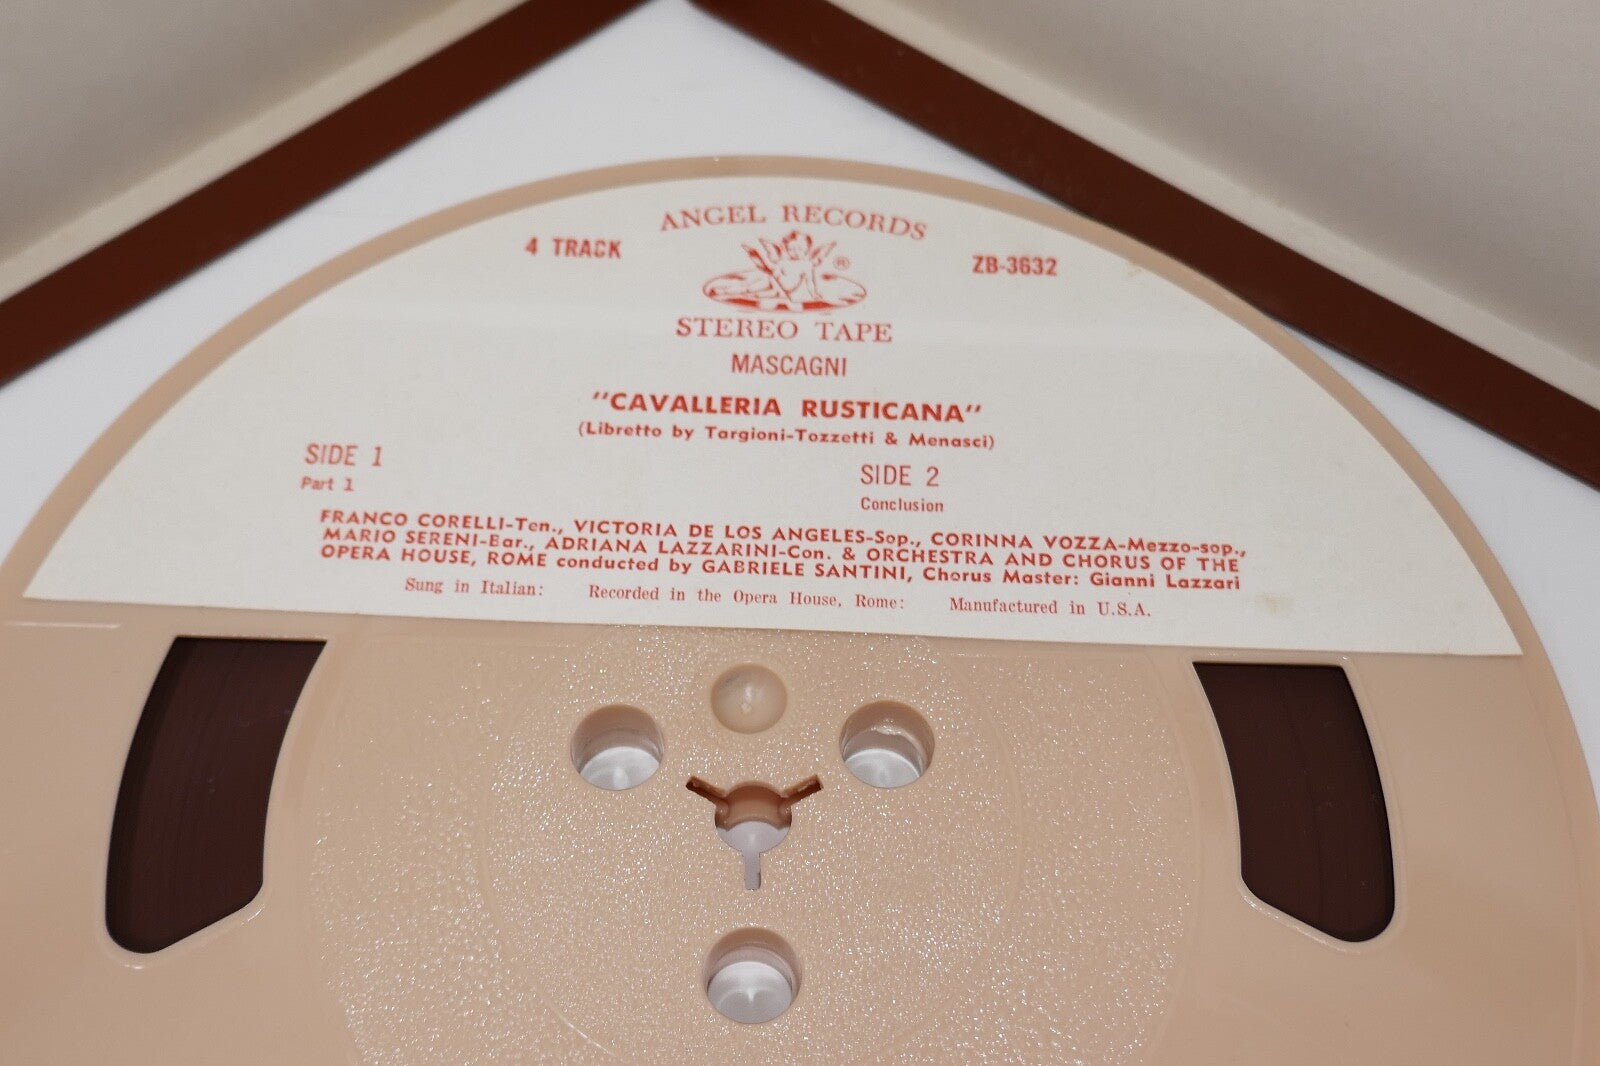 ANGEL RECORDS
4 TRACK
®
ZB-3632
STEREO TAPE
MASCAGNI
"CAVALLERIA RUSTICANA"
(Libretto by Targioni-Tozzetti & Menasci)
SIDE 1
Part 1
SIDE 2
Conclusion
FRANCO CORELLI-Ten., VICTORIA DE LOS ANGELES-Sop., CORINNA VOZZA-Mezzo-sop.,
MARIO SERENI-Bar., ADRIANA LAZZARINI-Con. & ORCHESTRA AND CHORUS OF THE
OPERA HOUSE, ROME conducted by GABRIELE SANTINI, Chorus Master: Gianni Lazzari
Sung in Italian: Recorded in the Opera House, Rome: Manufactured in U.S.A.